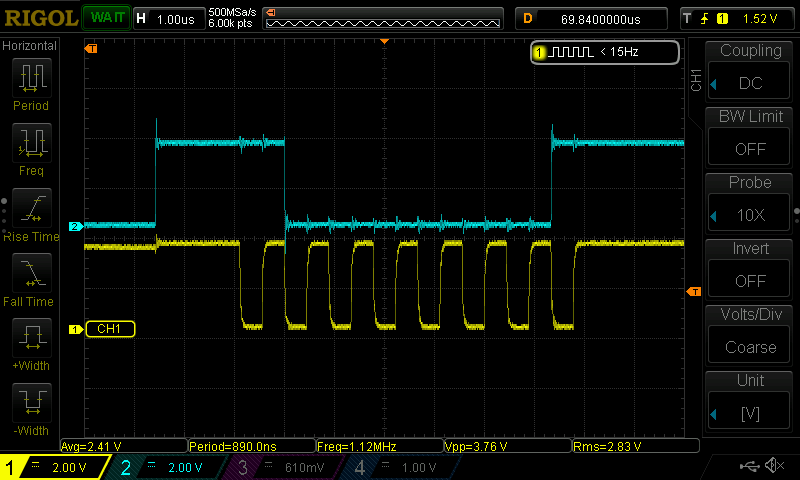 RIGOL WAIT H 1.00us 500MSa/s 6.00k pts D 69.8400000us T 1 1.52 V
Horizontal
Period
Freq
Rise Time
Fall Time
+Width
-Width
T
1 < 15Hz
2
1 CH1
T
CH1
Coupling
DC
BW Limit
OFF
Probe
10X
Invert
OFF
Volts/Div
Coarse
Unit
[V]
Avg=2.41 V Period=890.0ns Freq=1.12MHz Vpp=3.76 V Rms=2.83 V
1 = 2.00 V 2 = 2.00 V 3 = 610mV 4 = 1.00 V